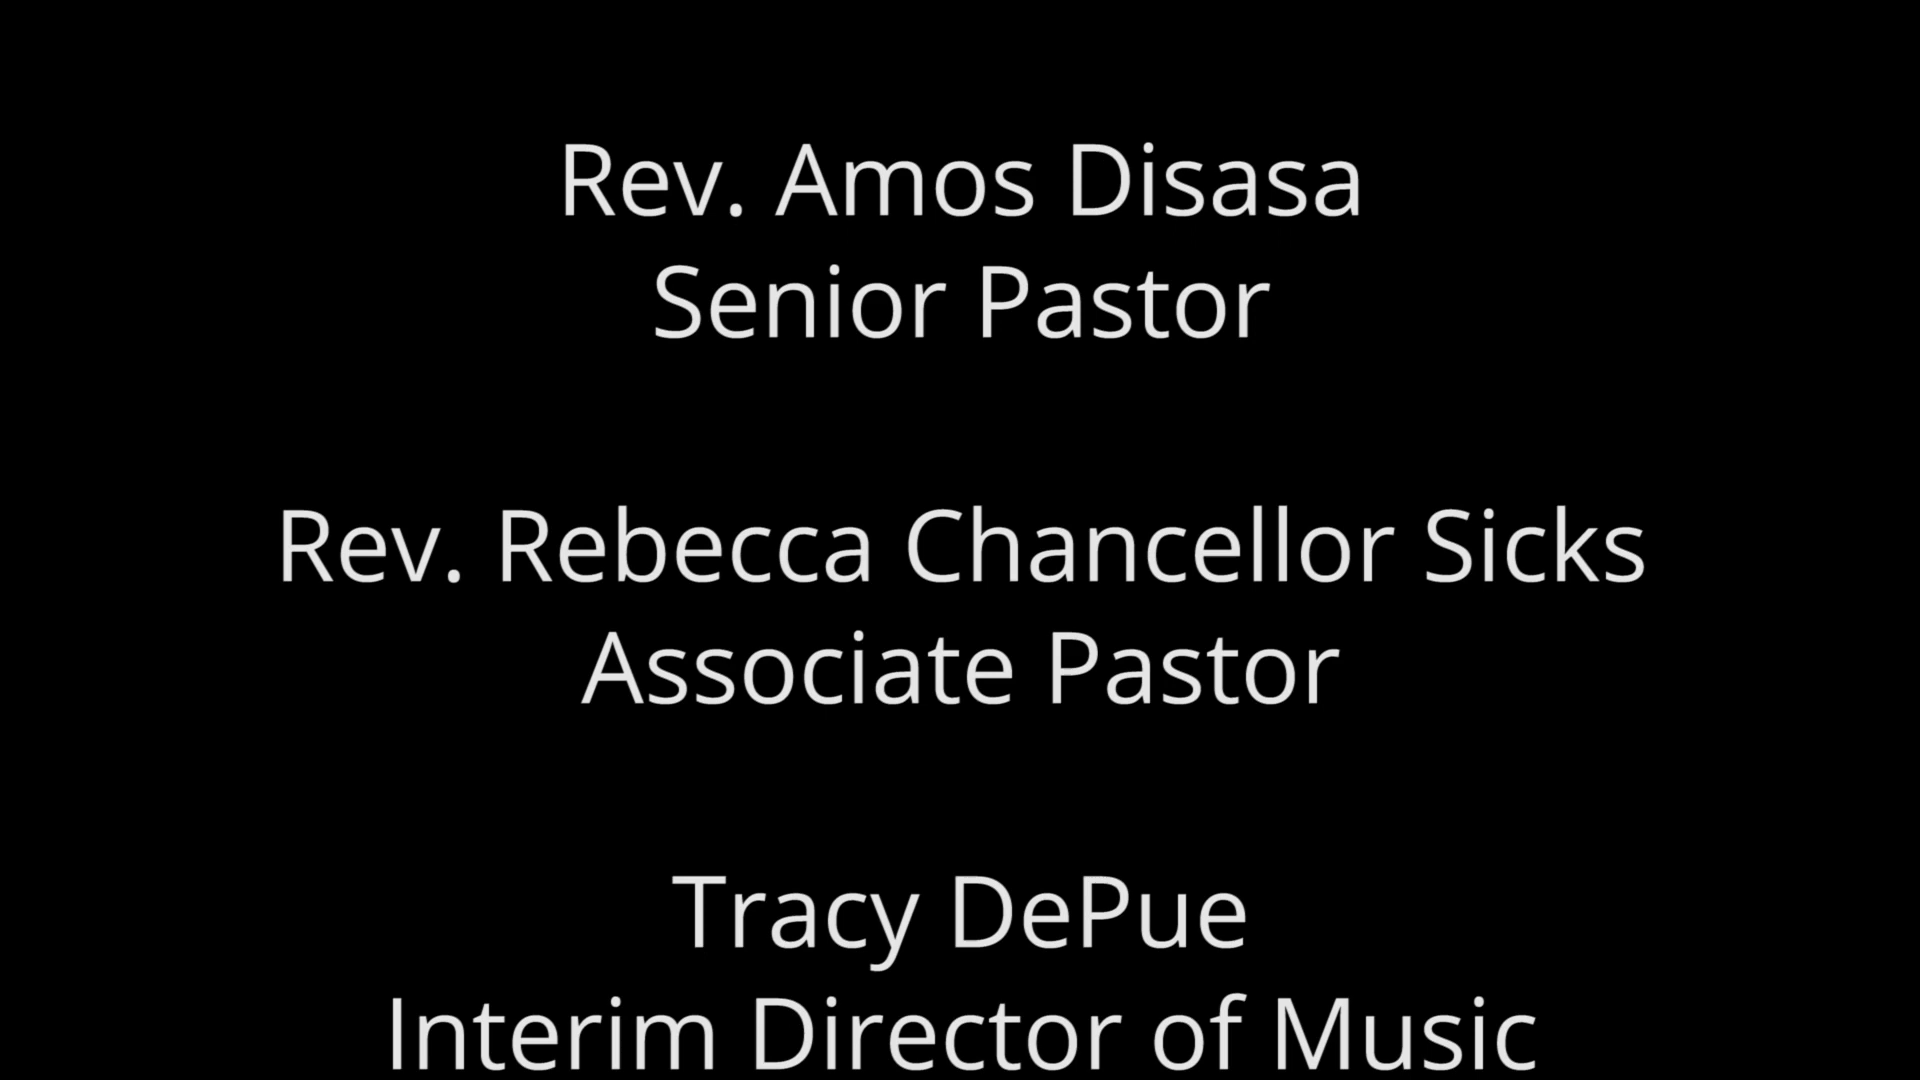 Rev. Amos Disasa
Senior Pastor
Rev. Rebecca Chancellor Sicks
Associate Pastor
Tracy DePue
Interim Director of Music